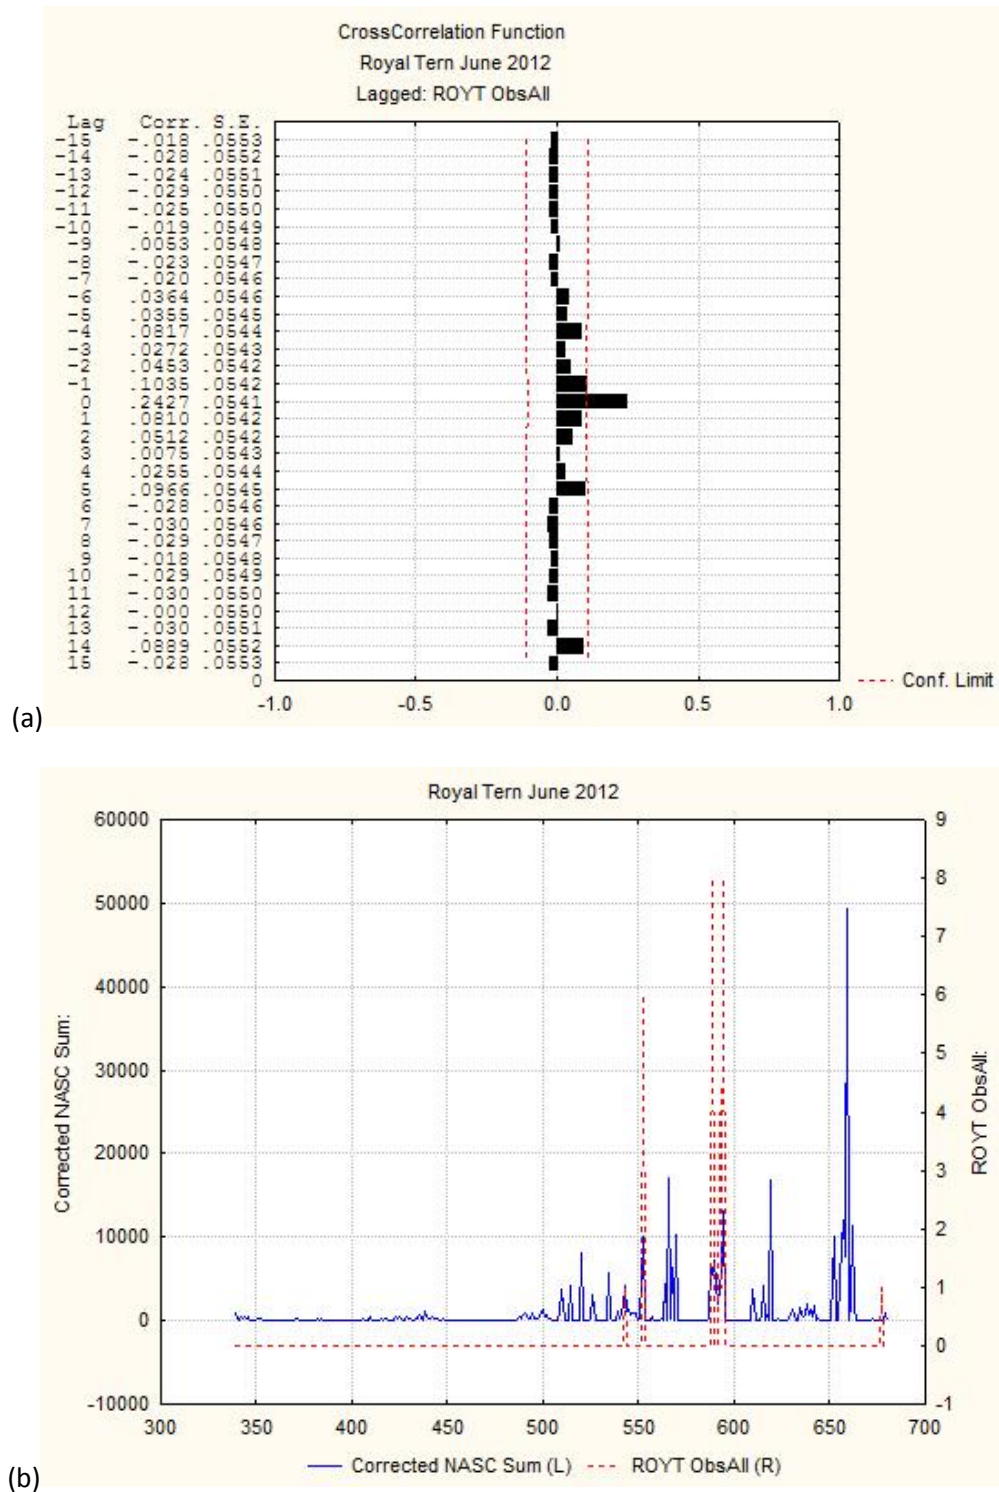 CrossCorrelation Function
Royal Tern June 2012
Lagged: ROYT ObsAll
Lag Corr. S.E.
-15 -.018 .0553
-14 -.028 .0552
-13 -.024 .0551
-12 -.029 .0550
-11 -.025 .0550
-10 -.019 .0549
-9 .0053 .0548
-8 -.023 .0547
-7 -.020 .0546
-6 .0364 .0546
-5 .0355 .0545
-4 .0817 .0544
-3 .0272 .0543
-2 .0453 .0542
-1 .1035 .0542
0 .2427 .0541
1 .0810 .0542
2 .0512 .0542
3 .0075 .0543
4 .0255 .0544
5 .0966 .0545
6 -.028 .0546
7 -.030 .0546
8 -.029 .0547
9 -.018 .0548
10 -.029 .0549
11 -.030 .0550
12 -.000 .0550
13 -.030 .0551
14 .0889 .0552
15 -.028 .0553
0
Conf. Limit
-1.0 -0.5 0.0 0.5 1.0
(a)
Royal Tern June 2012
60000 9
8
50000
7
40000 6
5
30000
4
20000
3
10000 2
1
0
0
-10000 -1
Corrected NASC Sum:
ROYT ObsAll:
300 350 400 450 500 550 600 650 700
Corrected NASC Sum (L) ROYT ObsAll (R)
(b)